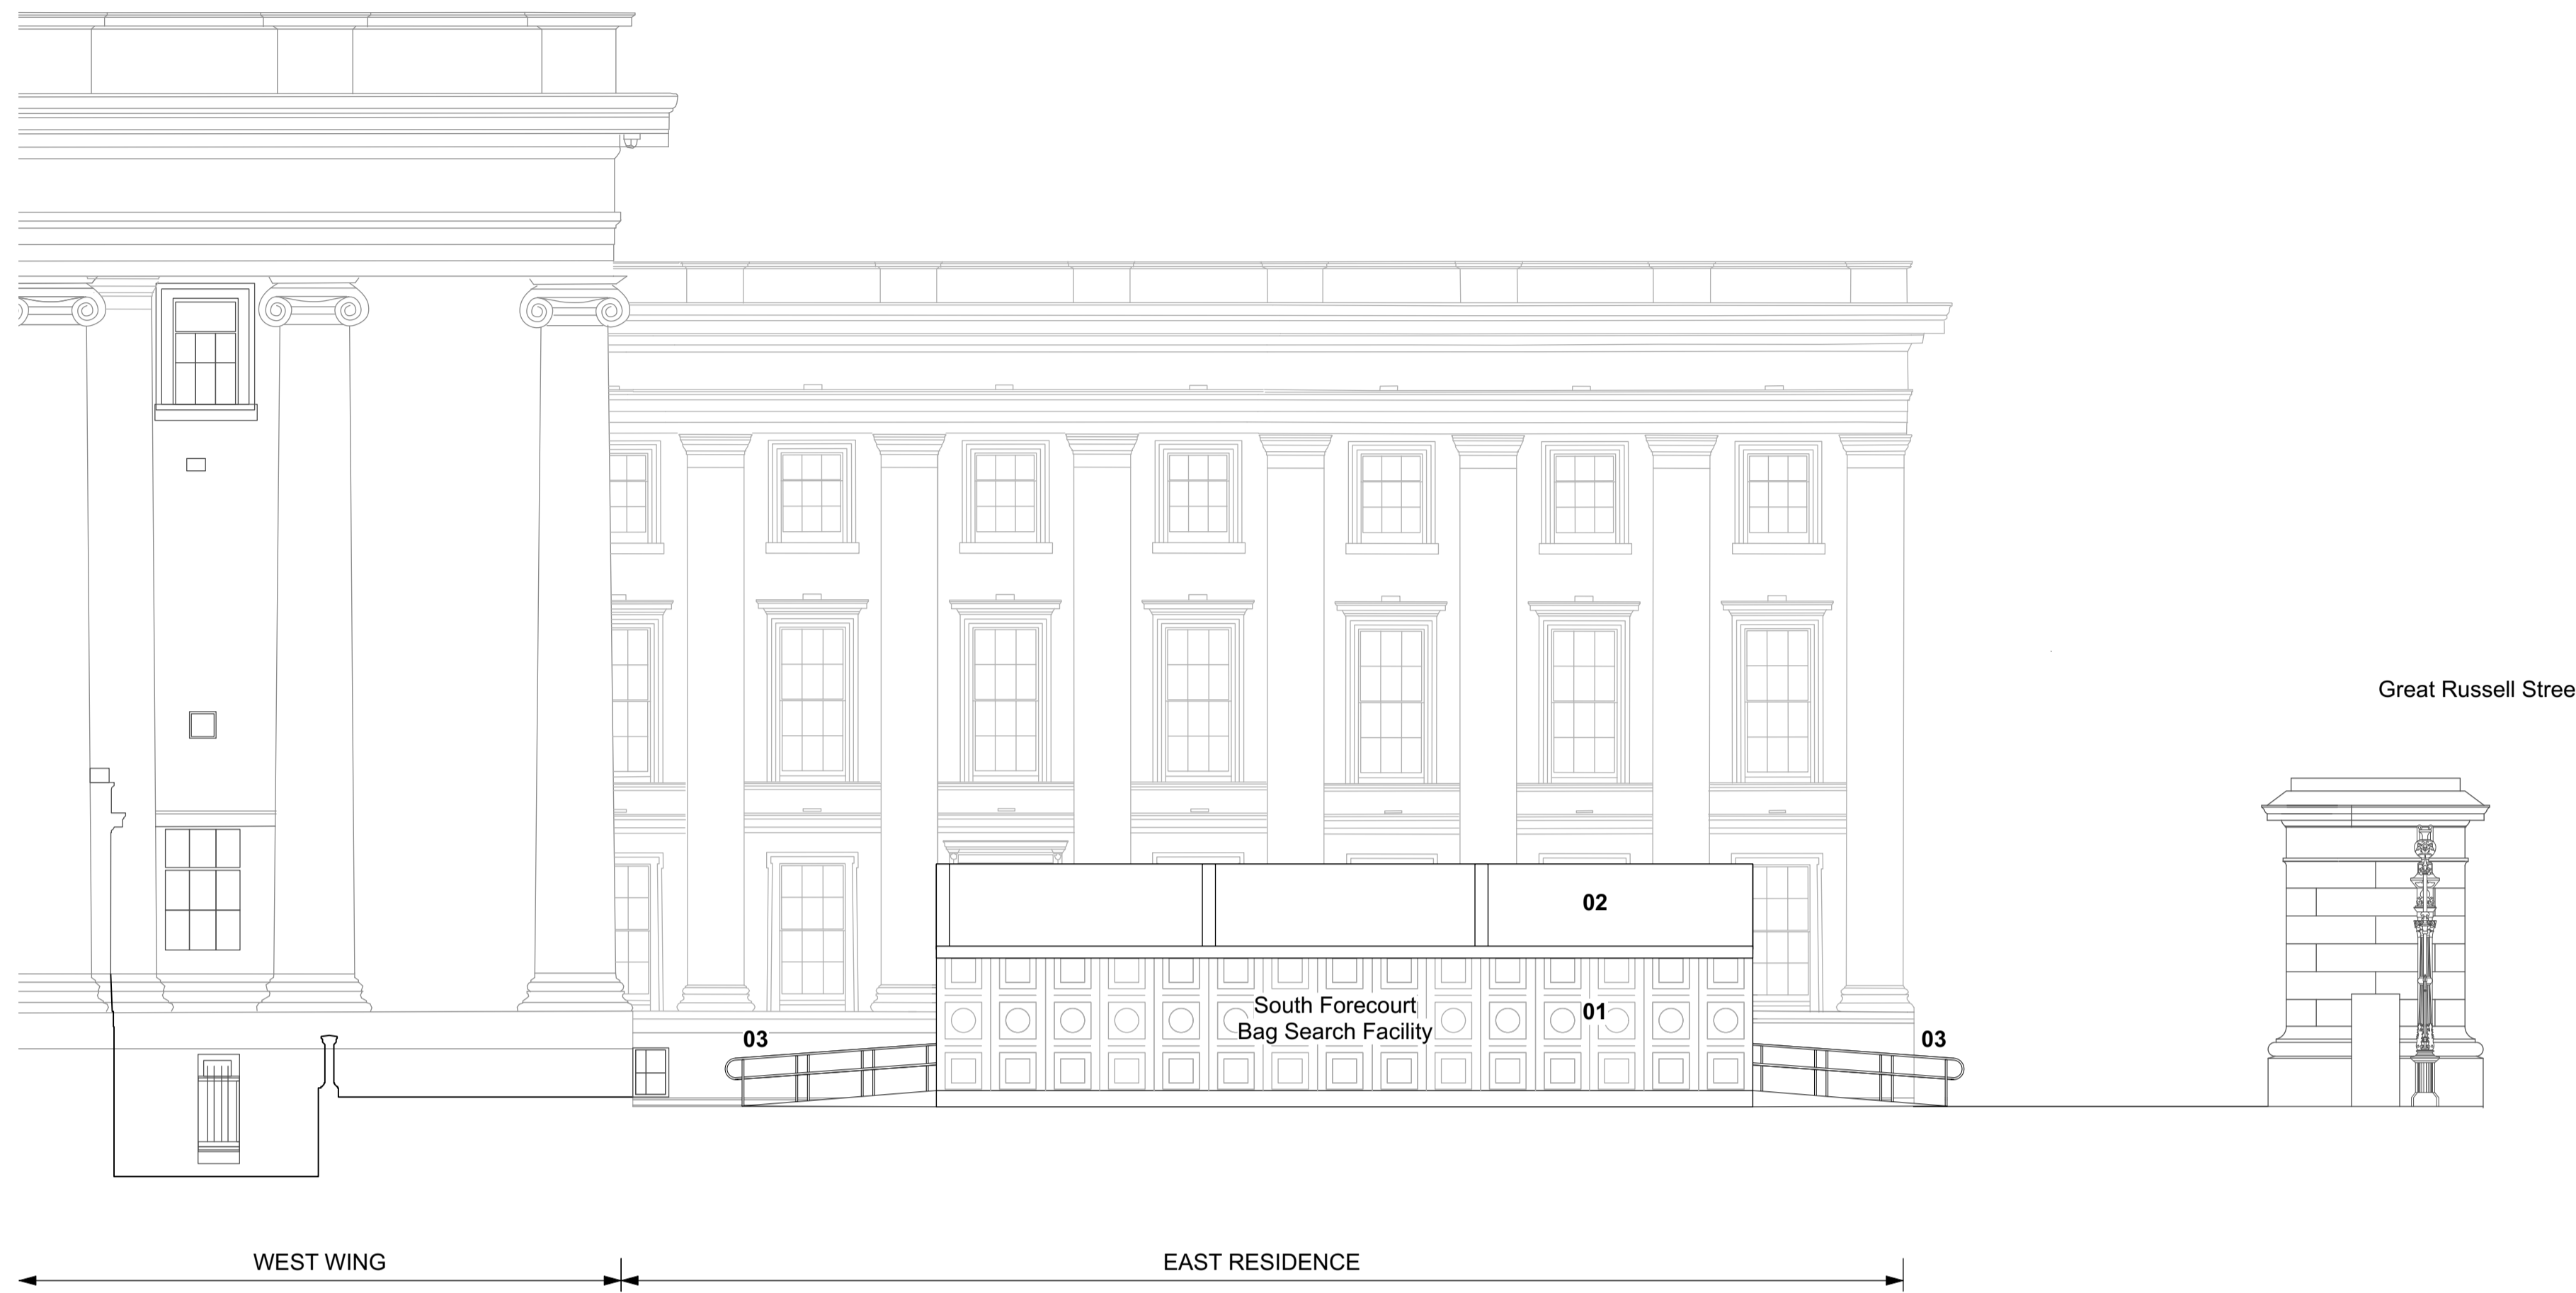 Great Russell Stree
02
South Forecourt
01
Bag Search Facility
03
03
WEST WING
EAST RESIDENCE